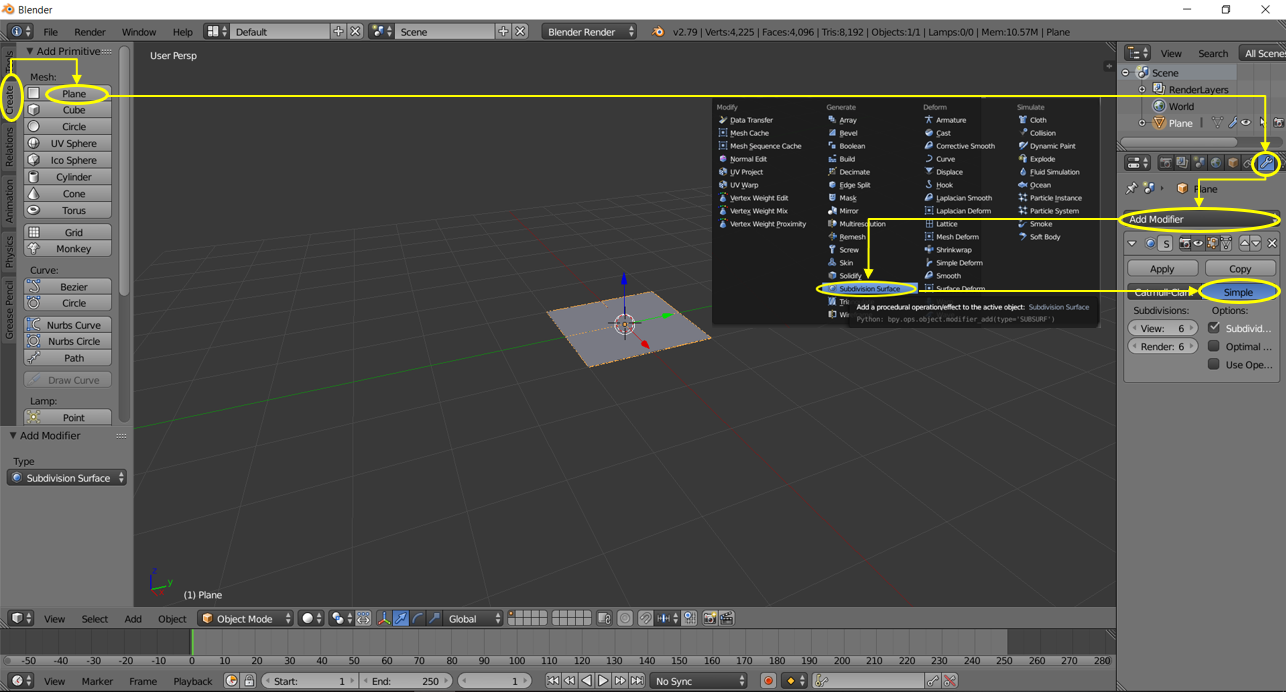 Blender
File Render Window Help Default Scene Blender Render v2.79 | Verts:4,225 | Faces:4,096 | Tris:8,192 | Objects:1/1 | Lamps:0/0 | Mem:10.57M | Plane
Create
Relations
Animation
Physics
Grease Pencil
Add Primitive
Mesh:
Plane
Cube
Circle
UV Sphere
Ico Sphere
Cylinder
Cone
Torus
Grid
Monkey
Curve:
Bezier
Circle
Nurbs Curve
Nurbs Circle
Path
Draw Curve
Lamp:
Point
Add Modifier
Type
Subdivision Surface
User Persp
Modify
Data Transfer
Mesh Cache
Mesh Sequence Cache
Normal Edit
UV Project
UV Warp
Vertex Weight Edit
Vertex Weight Mix
Vertex Weight Proximity
Generate
Array
Bevel
Boolean
Build
Decimate
Edge Split
Mask
Mirror
Multiresolution
Remesh
Screw
Skin
Solidify
Subdivision Surface
Deform
Armature
Cast
Corrective Smooth
Curve
Displace
Hook
Laplacian Smooth
Laplacian Deform
Lattice
Mesh Deform
Shrinkwrap
Simple Deform
Smooth
Surface Deform
Simulate
Cloth
Collision
Dynamic Paint
Explode
Fluid Simulation
Ocean
Particle Instance
Particle System
Smoke
Soft Body
Add a procedural operation/effect to the active object: Subdivision Surface
Python: bpy.ops.object.modifier_add(type='SUBSURF')
z
y
(1) Plane
View Search All Scenes
Scene
RenderLayers
World
Plane
Plane
Add Modifier
S
Apply Copy
Catmull-Clark Simple
Subdivisions: Options:
View: 6 Subdivid...
Render: 6 Optimal ...
Use Ope...
View Select Add Object Object Mode Global
-50 -40 -30 -20 -10 0 10 20 30 40 50 60 70 80 90 100 110 120 130 140 150 160 170 180 190 200 210 220 230 240 250 260 270 280
View Marker Frame Playback Start: 1 End: 250 1 No Sync